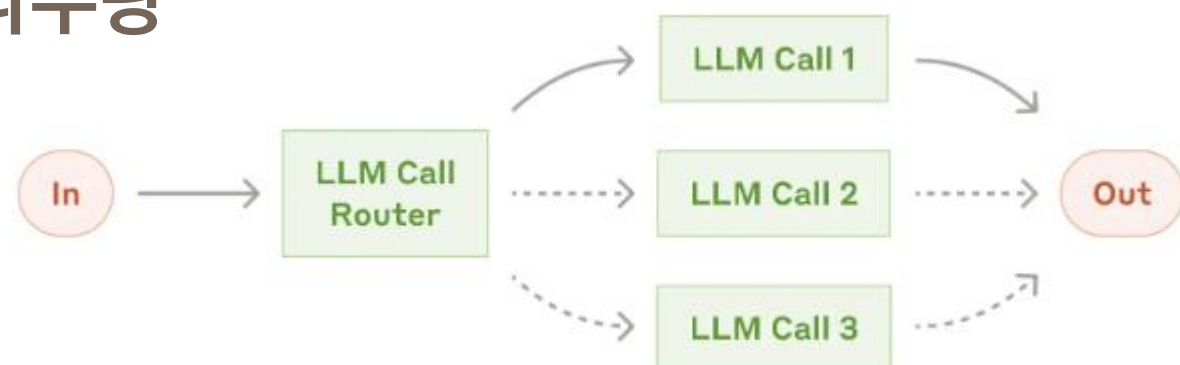 In
LLM Call
Router
LLM Call 1
LLM Call 2
LLM Call 3
Out